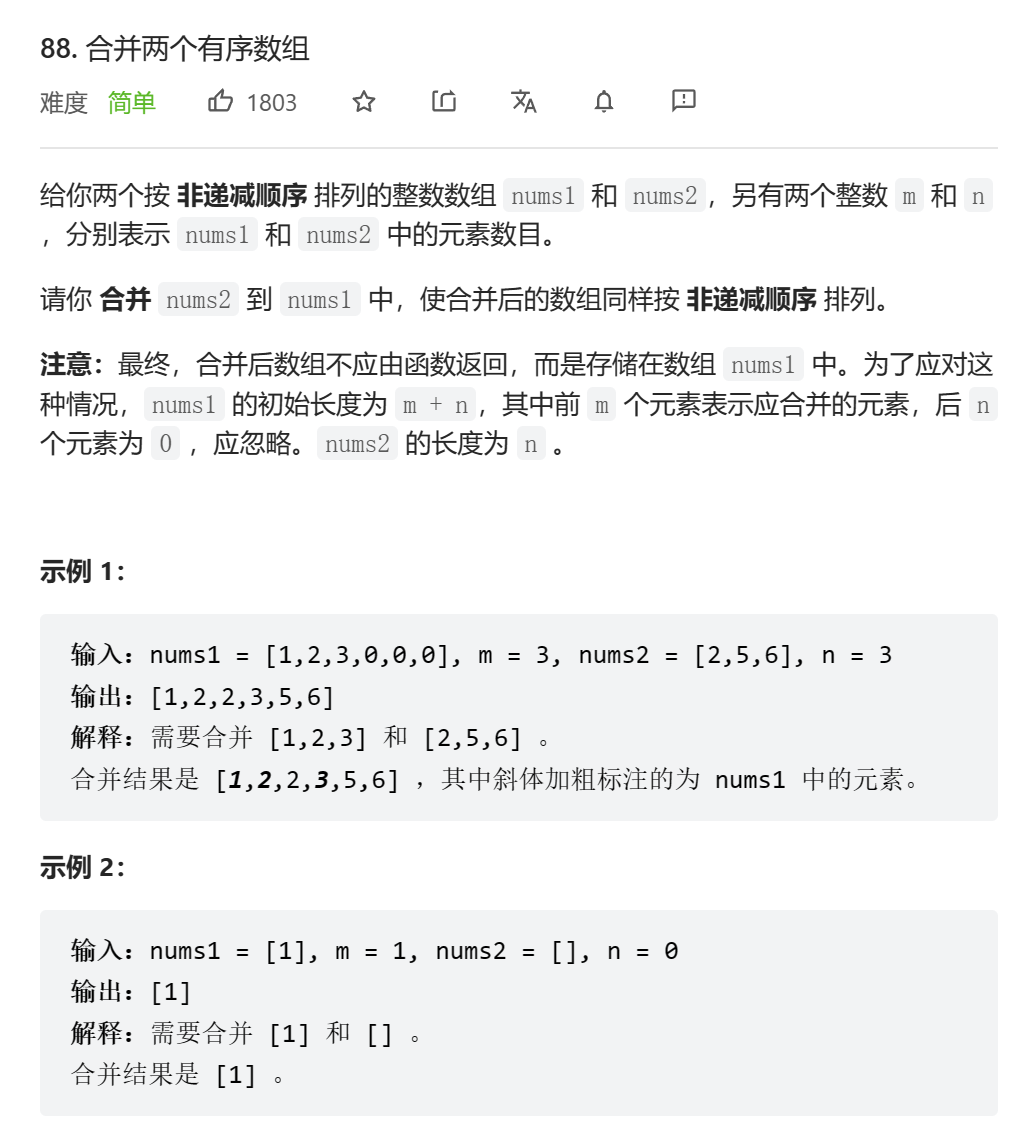 88. 合并两个有序数组
难度 简单 1803
给你两个按 非递减顺序 排列的整数数组 nums1 和 nums2，另有两个整数 m 和 n
，分别表示 nums1 和 nums2 中的元素数目。
请你 合并 nums2 到 nums1 中，使合并后的数组同样按 非递减顺序 排列。
注意：最终，合并后数组不应由函数返回，而是存储在数组 nums1 中。为了应对这
种情况，nums1 的初始长度为 m + n，其中前 m 个元素表示应合并的元素，后 n
个元素为 0 ，应忽略。nums2 的长度为 n 。
示例 1：
输入：nums1 = [1,2,3,0,0,0], m = 3, nums2 = [2,5,6], n = 3
输出：[1,2,2,3,5,6]
解释：需要合并 [1,2,3] 和 [2,5,6] 。
合并结果是 [1,2,2,3,5,6] ，其中斜体加粗标注的为 nums1 中的元素。
示例 2：
输入：nums1 = [1], m = 1, nums2 = [], n = 0
输出：[1]
解释：需要合并 [1] 和 [] 。
合并结果是 [1] 。